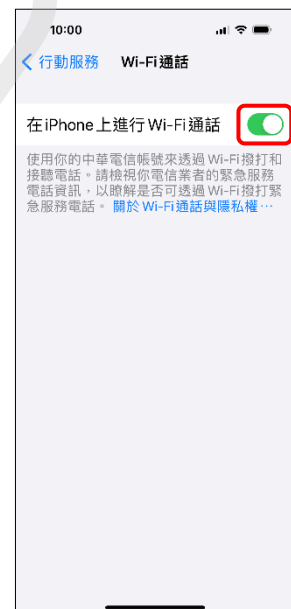 10:00
行動服務 Wi-Fi通話
在iPhone上進行Wi-Fi通話
使用你的中華電信帳號來透過Wi-Fi撥打和
接聽電話。請檢視你電信業者的緊急服務
電話資訊,以瞭解是否可透過Wi-Fi撥打緊
急服務電話。關於Wi-Fi通話與隱私權…